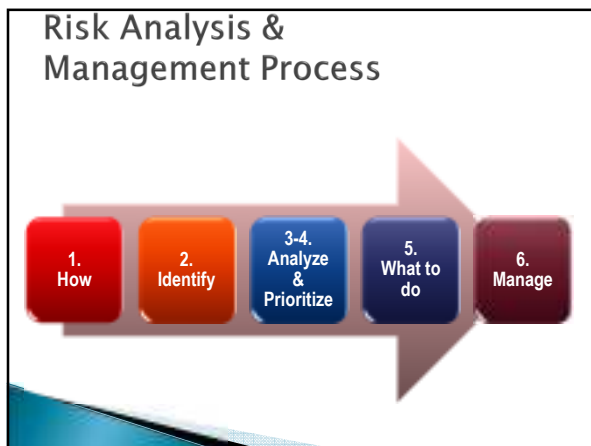 Risk Analysis &
Management Process
1.
How
2.
Identify
3-4.
Analyze
&
Prioritize
5.
What to
do
6.
Manage